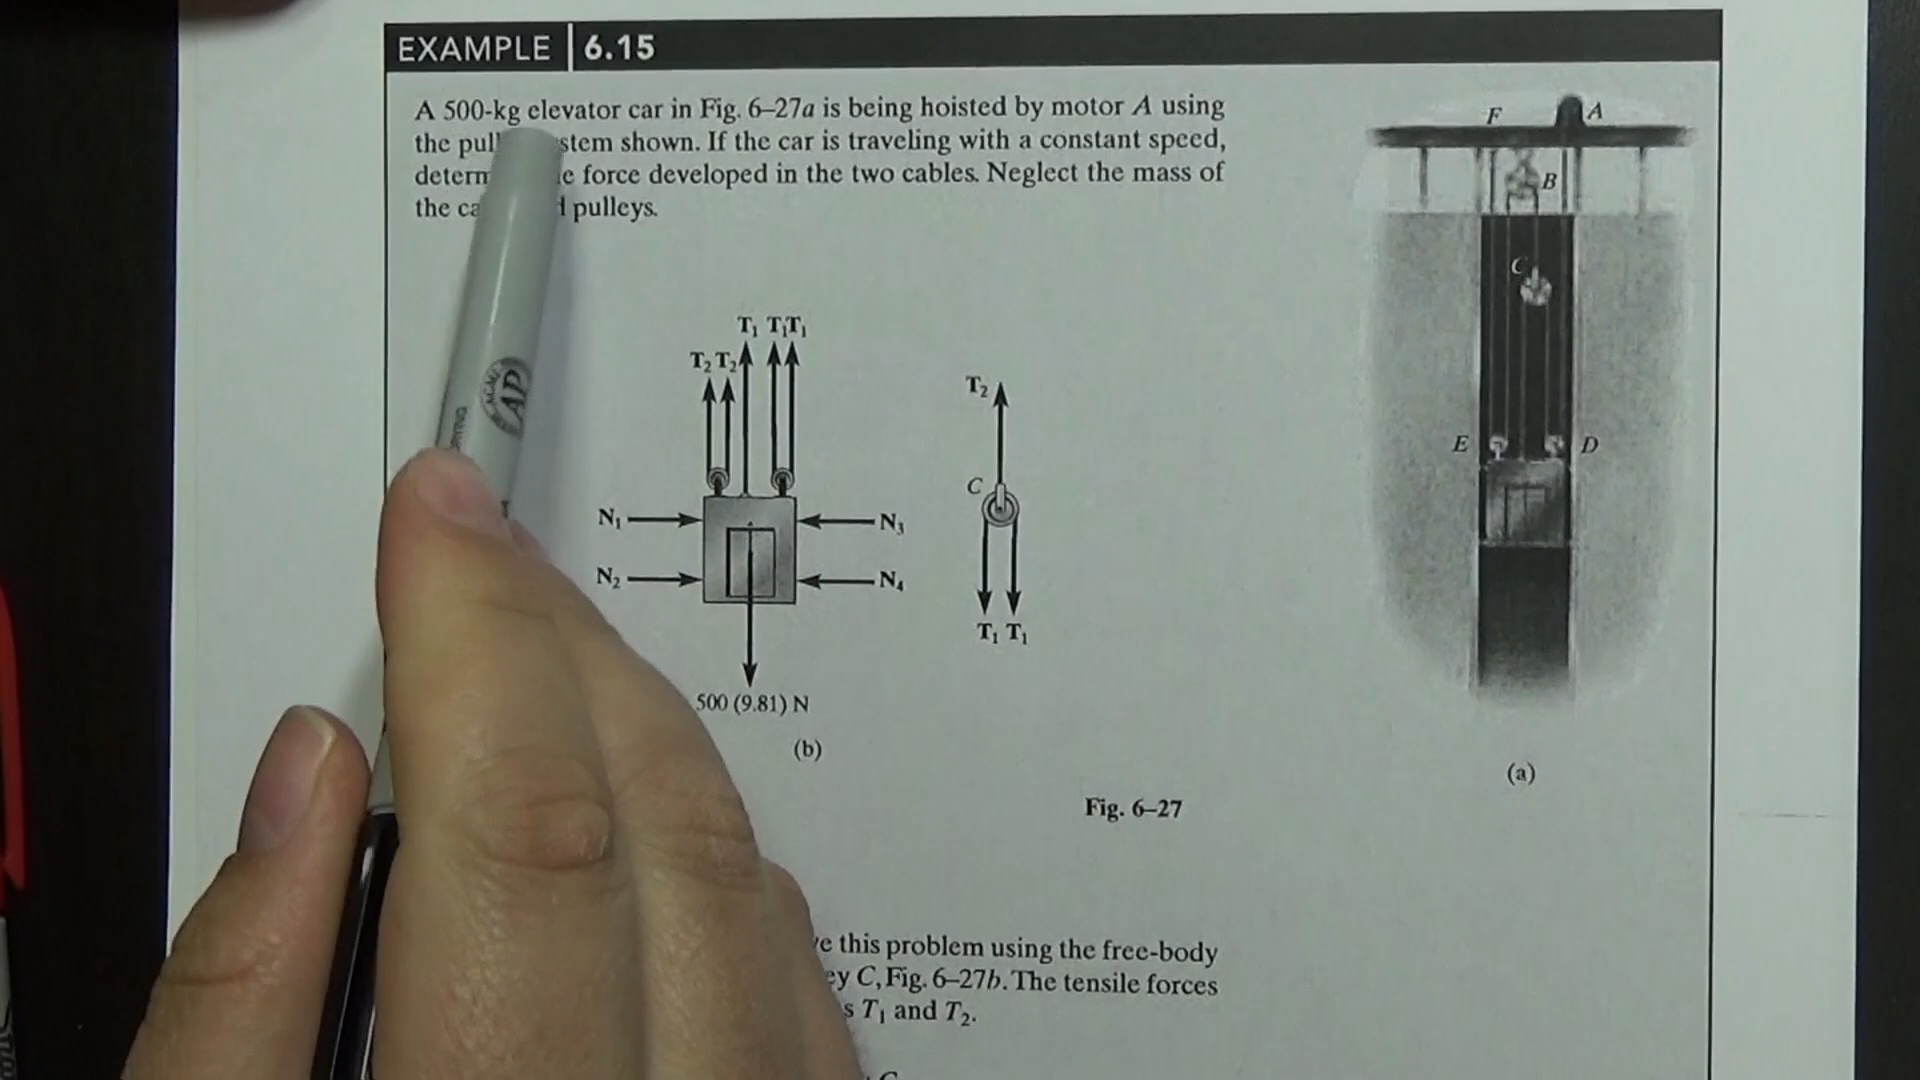 EXAMPLE 6.15
A 500-kg elevator car in Fig. 6–27a is being hoisted by motor A using
the pul stem shown. If the car is traveling with a constant speed,
determ e force developed in the two cables. Neglect the mass of
the ca d pulleys.
F A
B
C
E D
T₁ T₁T₁
T₂ T₂
T₂
C
N₁ N₃
N₂ N₄
T₁ T₁
500 (9.81) N
(b)
(a)
Fig. 6–27
AP
e this problem using the free-body
ey C, Fig. 6–27b. The tensile forces
s T₁ and T₂.